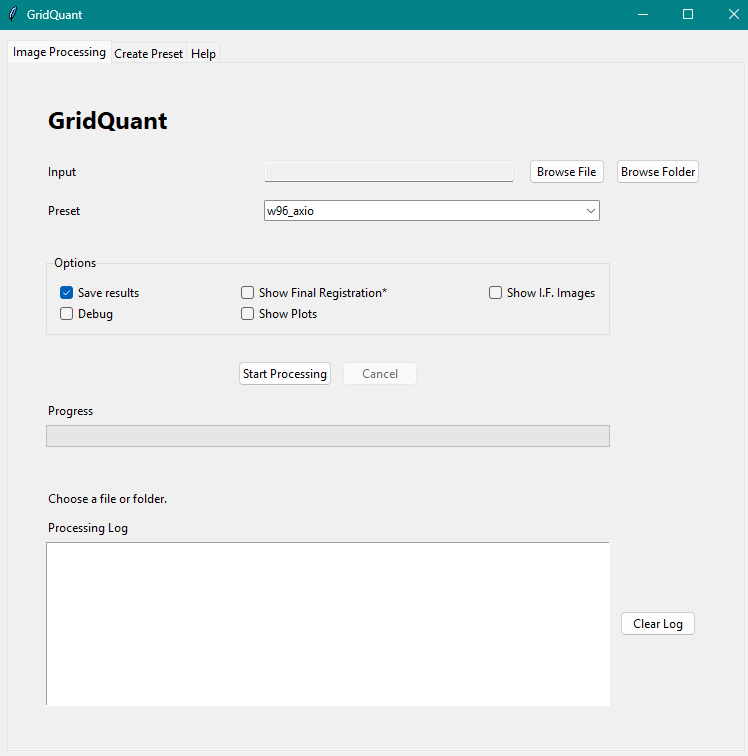 GridQuant
Image Processing Create Preset Help
GridQuant
Input Browse File Browse Folder
Preset w96_axio
Options
Save results Show Final Registration* Show I.F. Images
Debug Show Plots
Start Processing Cancel
Progress
Choose a file or folder.
Processing Log
Clear Log